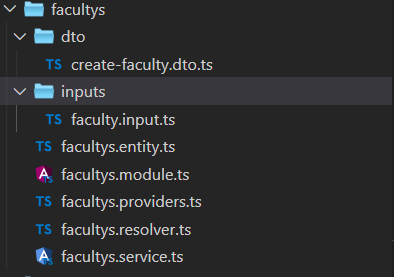 facultys
dto
TS create-faculty.dto.ts
inputs
TS faculty.input.ts
TS facultys.entity.ts
facultys.module.ts
TS facultys.providers.ts
TS facultys.resolver.ts
facultys.service.ts